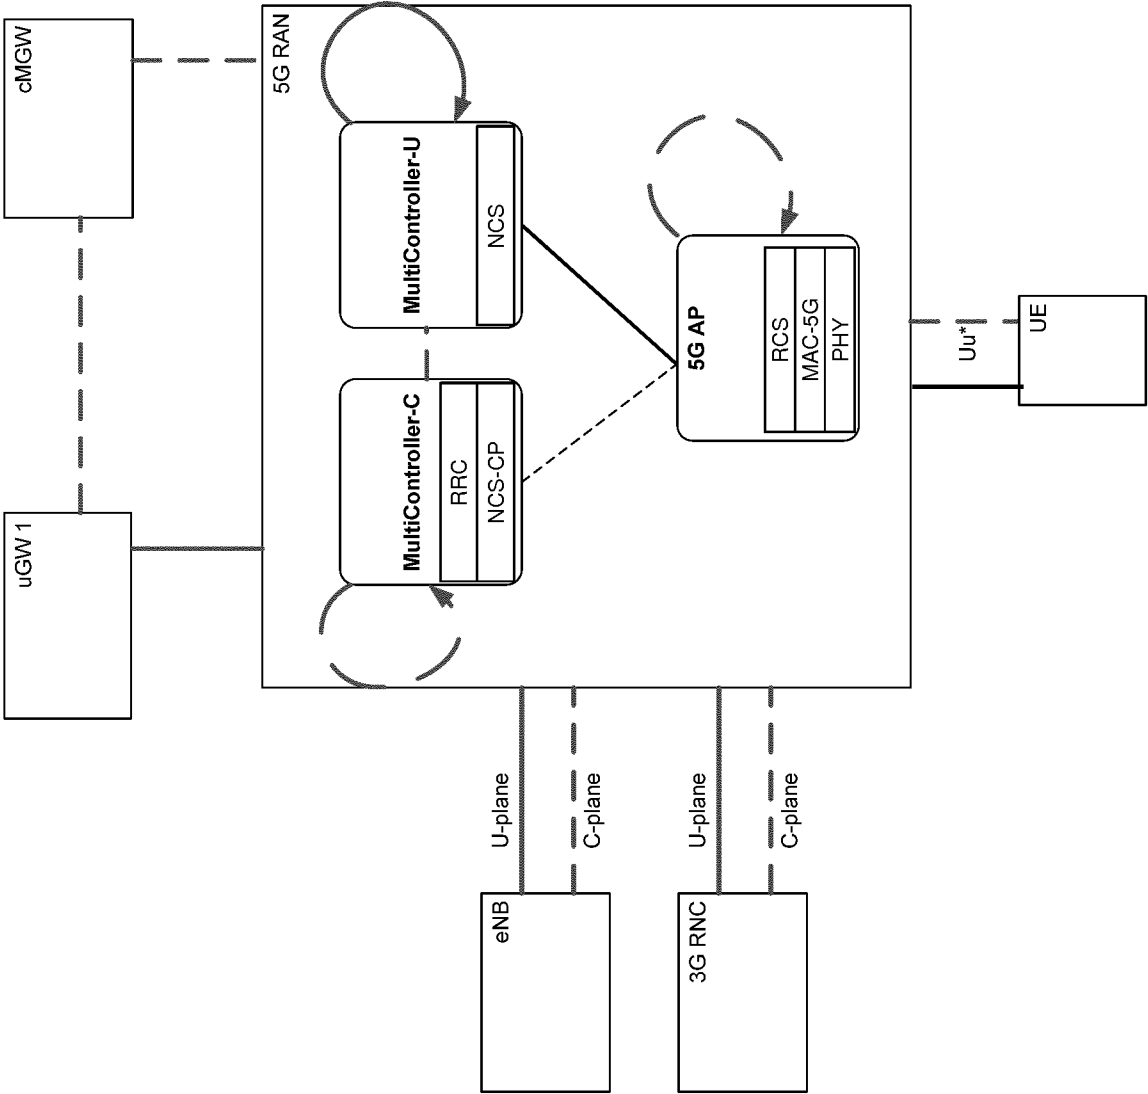 uGW 1
cMGW
5G RAN
MultiController-C
RRC
NCS-CP
MultiController-U
NCS
eNB
U-plane
C-plane
5G AP
RCS
MAC-5G
PHY
3G RNC
U-plane
C-plane
Uu*
UE